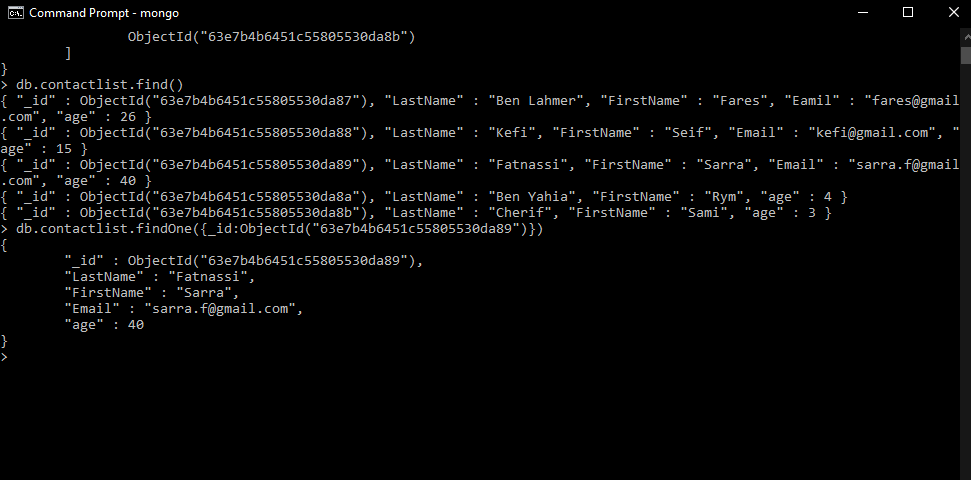 Command Prompt - mongo
ObjectId("63e7b4b6451c55805530da8b")
]
}
> db.contactlist.find()
{ "_id" : ObjectId("63e7b4b6451c55805530da87"), "LastName" : "Ben Lahmer", "FirstName" : "Fares", "Eamil" : "fares@gmail
.com", "age" : 26 }
{ "_id" : ObjectId("63e7b4b6451c55805530da88"), "LastName" : "Kefi", "FirstName" : "Seif", "Email" : "kefi@gmail.com", "
age" : 15 }
{ "_id" : ObjectId("63e7b4b6451c55805530da89"), "LastName" : "Fatnassi", "FirstName" : "Sarra", "Email" : "sarra.f@gmail
.com", "age" : 40 }
{ "_id" : ObjectId("63e7b4b6451c55805530da8a"), "LastName" : "Ben Yahia", "FirstName" : "Rym", "age" : 4 }
{ "_id" : ObjectId("63e7b4b6451c55805530da8b"), "LastName" : "Cherif", "FirstName" : "Sami", "age" : 3 }
> db.contactlist.findOne({_id:ObjectId("63e7b4b6451c55805530da89")})
{
"_id" : ObjectId("63e7b4b6451c55805530da89"),
"LastName" : "Fatnassi",
"FirstName" : "Sarra",
"Email" : "sarra.f@gmail.com",
"age" : 40
}
>